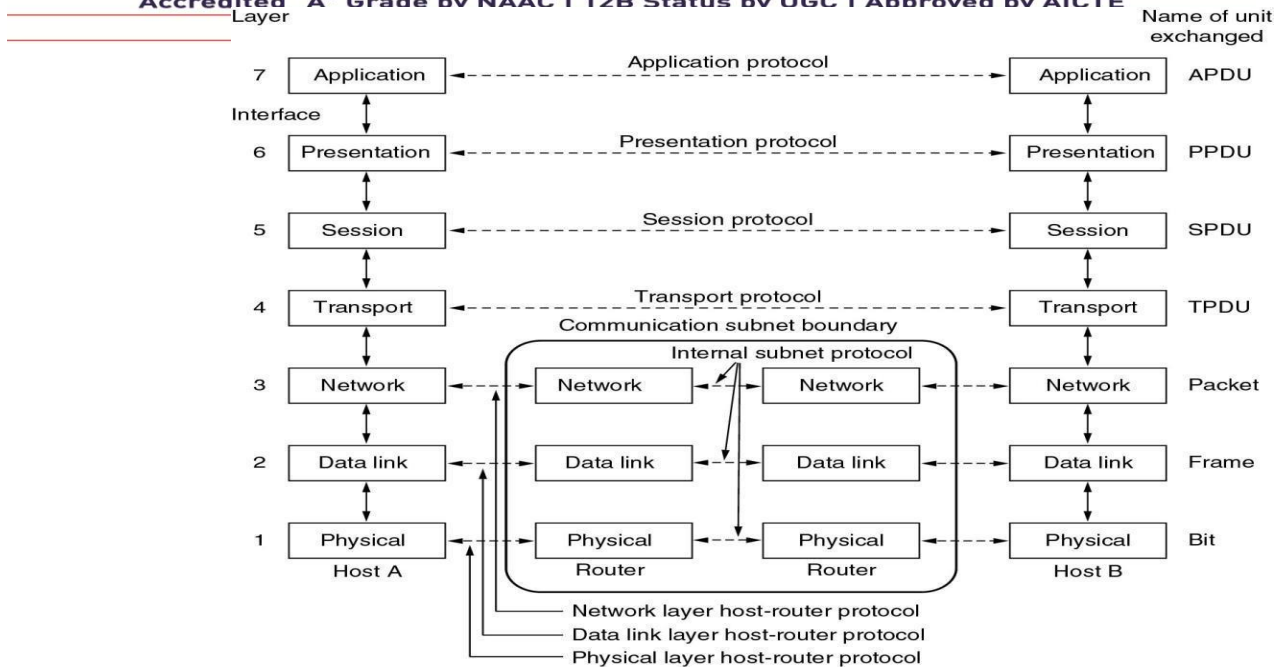 Accredited "A" Grade by NAAC I 12B Status by UGC I Approved by AICTE
Layer
Name of unit
exchanged
7 Application Application protocol Application APDU
Interface
6 Presentation Presentation protocol Presentation PPDU
5 Session Session protocol Session SPDU
4 Transport Transport protocol Transport TPDU
Communication subnet boundary
Internal subnet protocol
3 Network Network Network Network Packet
2 Data link Data link Data link Data link Frame
1 Physical Physical Physical Physical Bit
Host A Router Router Host B
Network layer host-router protocol
Data link layer host-router protocol
Physical layer host-router protocol